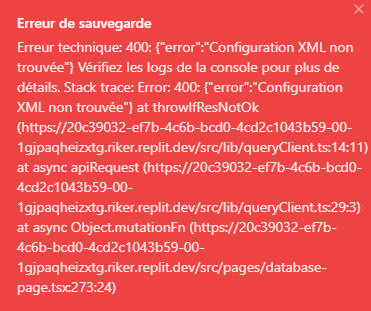 Erreur de sauvegarde
Erreur technique: 400: {"error":"Configuration XML non
trouvée"} Vérifiez les logs de la console pour plus de
détails. Stack trace: Error: 400: {"error":"Configuration
XML non trouvée"} at throwIfResNotOk
(https://20c39032-ef7b-4c6b-bcd0-4cd2c1043b59-00-
1gjpaqheizxtg.riker.replit.dev/src/lib/queryClient.ts:14:11)
at async apiRequest (https://20c39032-ef7b-4c6b-bcd0-
4cd2c1043b59-00-
1gjpaqheizxtg.riker.replit.dev/src/lib/queryClient.ts:29:3)
at async Object.mutationFn (https://20c39032-ef7b-
4c6b-bcd0-4cd2c1043b59-00-
1gjpaqheizxtg.riker.replit.dev/src/pages/database-
page.tsx:273:24)